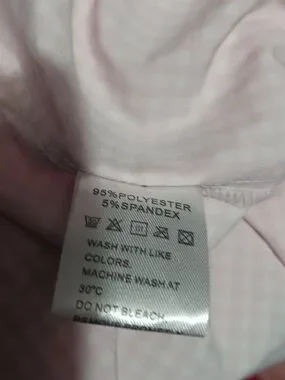 95%POLYESTER
5%SPANDEX
WASH WITH LIKE
COLORS.
MACHINE WASH AT
30°C
DO NOT BLEACH